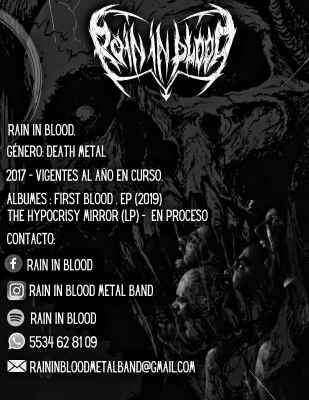 RAIN IN BLOOD
RAIN IN BLOOD.
GÉNERO: DEATH METAL
2017 - VIGENTES AL AÑO EN CURSO.
ALBUMES : FIRST BLOOD . EP (2019)
THE HYPOCRISY MIRROR (LP) - EN PROCESO
CONTACTO:
RAIN IN BLOOD
RAIN IN BLOOD METAL BAND
RAIN IN BLOOD
5534 62 81 09
RAININBLOODMETALBAND@GMAIL.COM